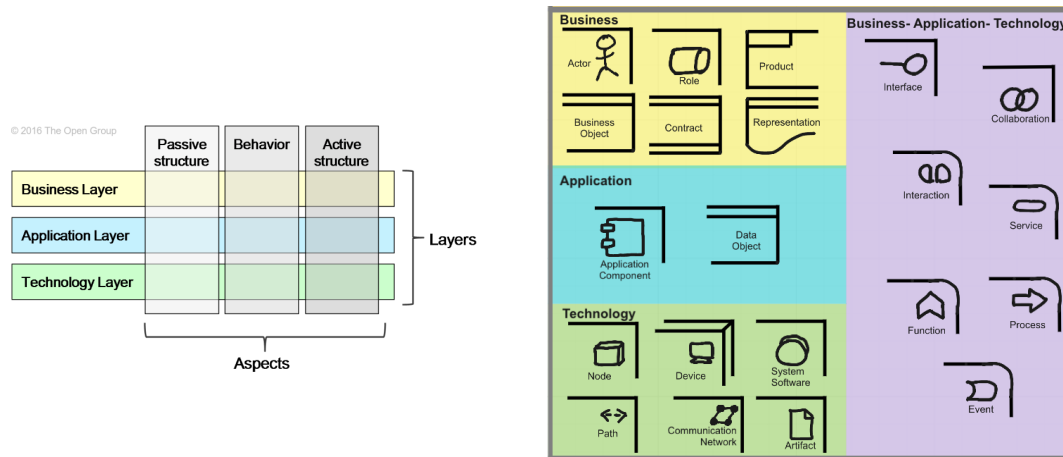 © 2016 The Open Group
Passive
structure
Behavior
Active
structure
Business Layer
Application Layer
Technology Layer
Layers
Aspects
Business
Actor
Role
Product
Business
Object
Contract
Representation
Application
Application
Component
Data
Object
Technology
Node
Device
System
Software
Path
Communication
Network
Artifact
Business- Application- Technology
Interface
Collaboration
Interaction
Service
Function
Process
Event